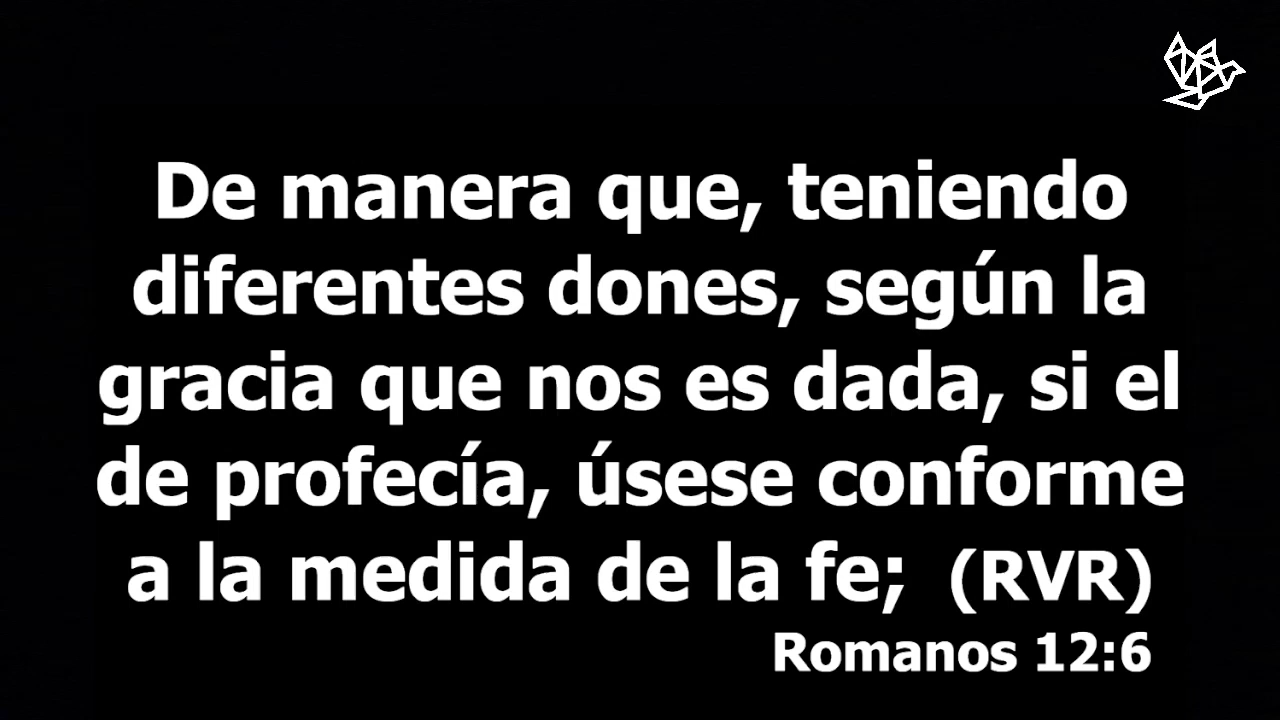 De manera que, teniendo
diferentes dones, según la
gracia que nos es dada, si el
de profecía, úsese conforme
a la medida de la fe; (RVR)
Romanos 12:6